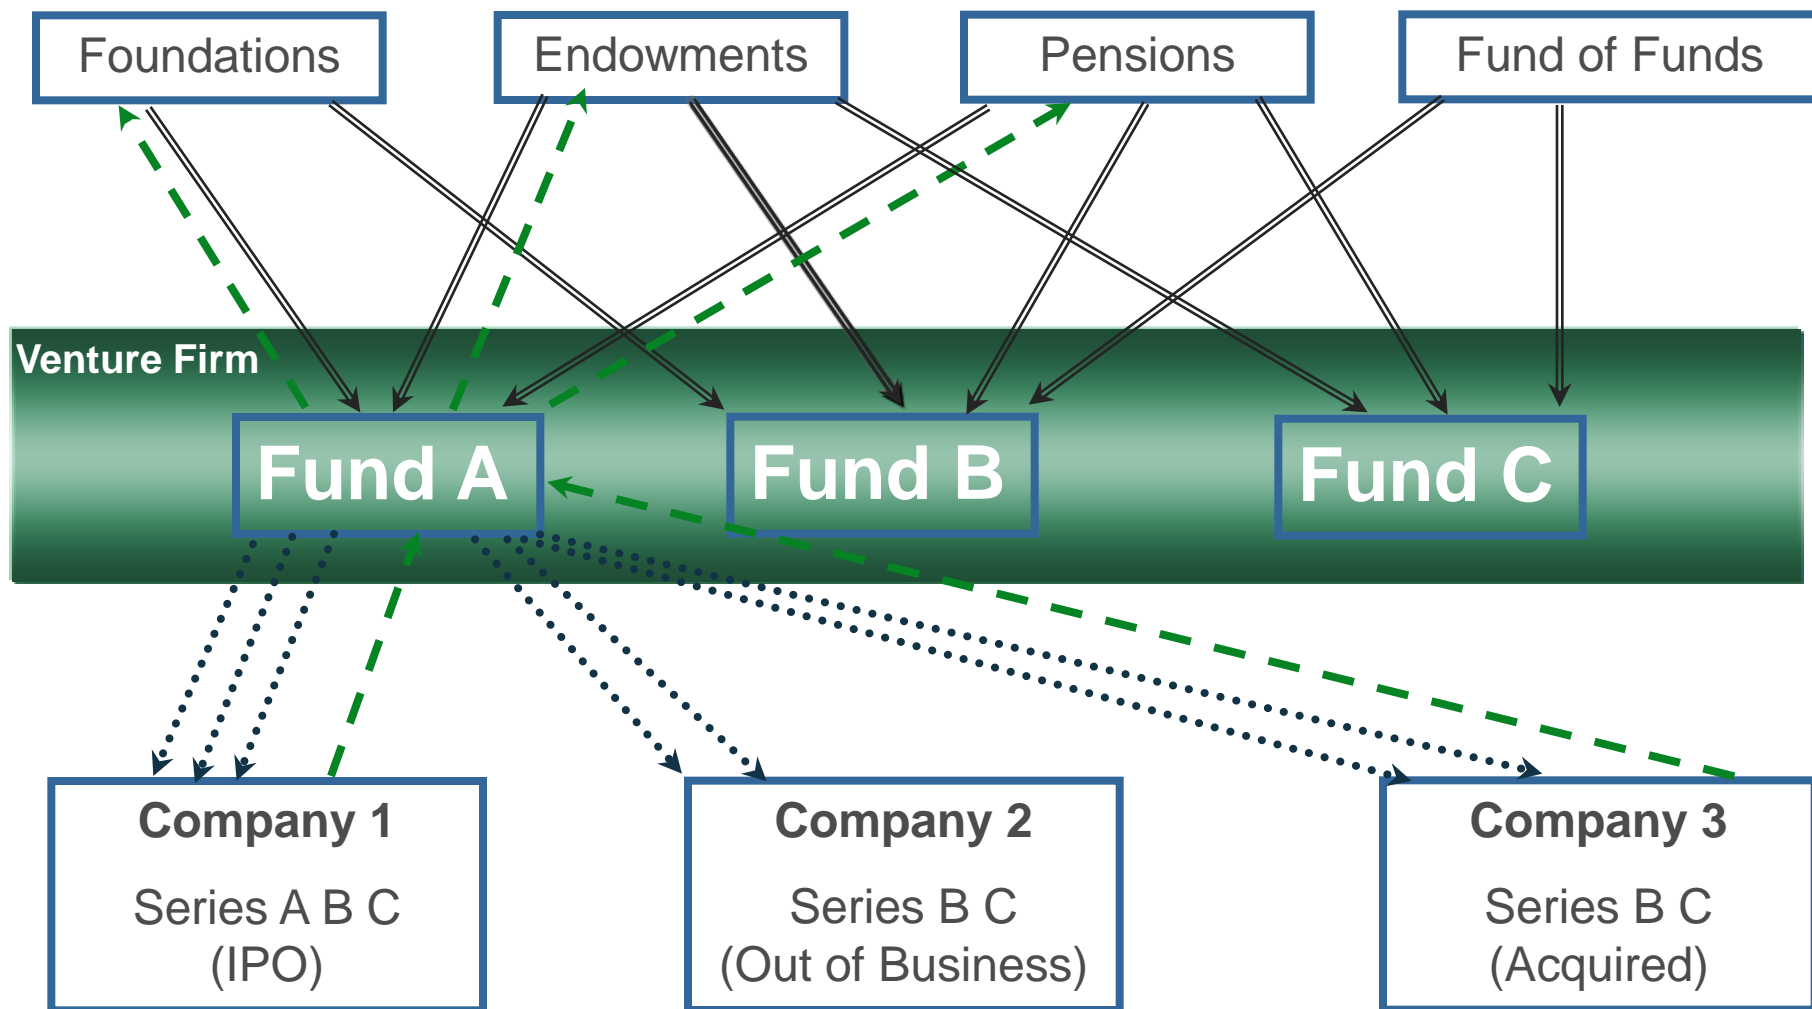 Foundations
Endowments
Pensions
Fund of Funds
Venture Firm
Fund A
Fund B
Fund C
Company 1
Series A B C
(IPO)
Company 2
Series B C
(Out of Business)
Company 3
Series B C
(Acquired)